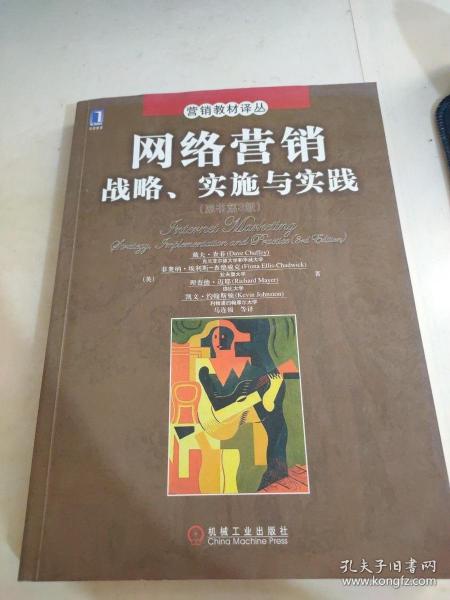 营销教材译丛
网络营销
战略、实施与实践
(原书第3版)
Internet Marketing
Strategy, Implementation and Practice (3rd Edition)
戴夫·查菲(Dave Chaffey)
菲奥纳·埃利斯-查德威克(Fiona Ellis-Chadwick)
(英)
理查德·迈耶(Richard Mayer)
著
凯文·约翰斯顿(Kevin Johnston)
马连福 等译
机械工业出版社
China Machine Press
孔夫子旧书网
www.kongfz.com